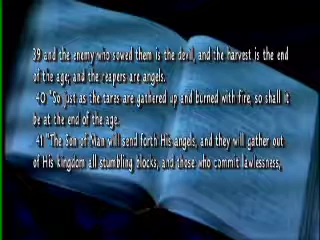 39 and the enemy who sowed them is the devil, and the harvest is the end
of the age; and the reapers are angels.
40 "So just as the tares are gathered up and burned with fire, so shall it
be at the end of the age.
41 "The Son of Man will send forth His angels, and they will gather out
of His kingdom all stumbling blocks, and those who commit lawlessness,